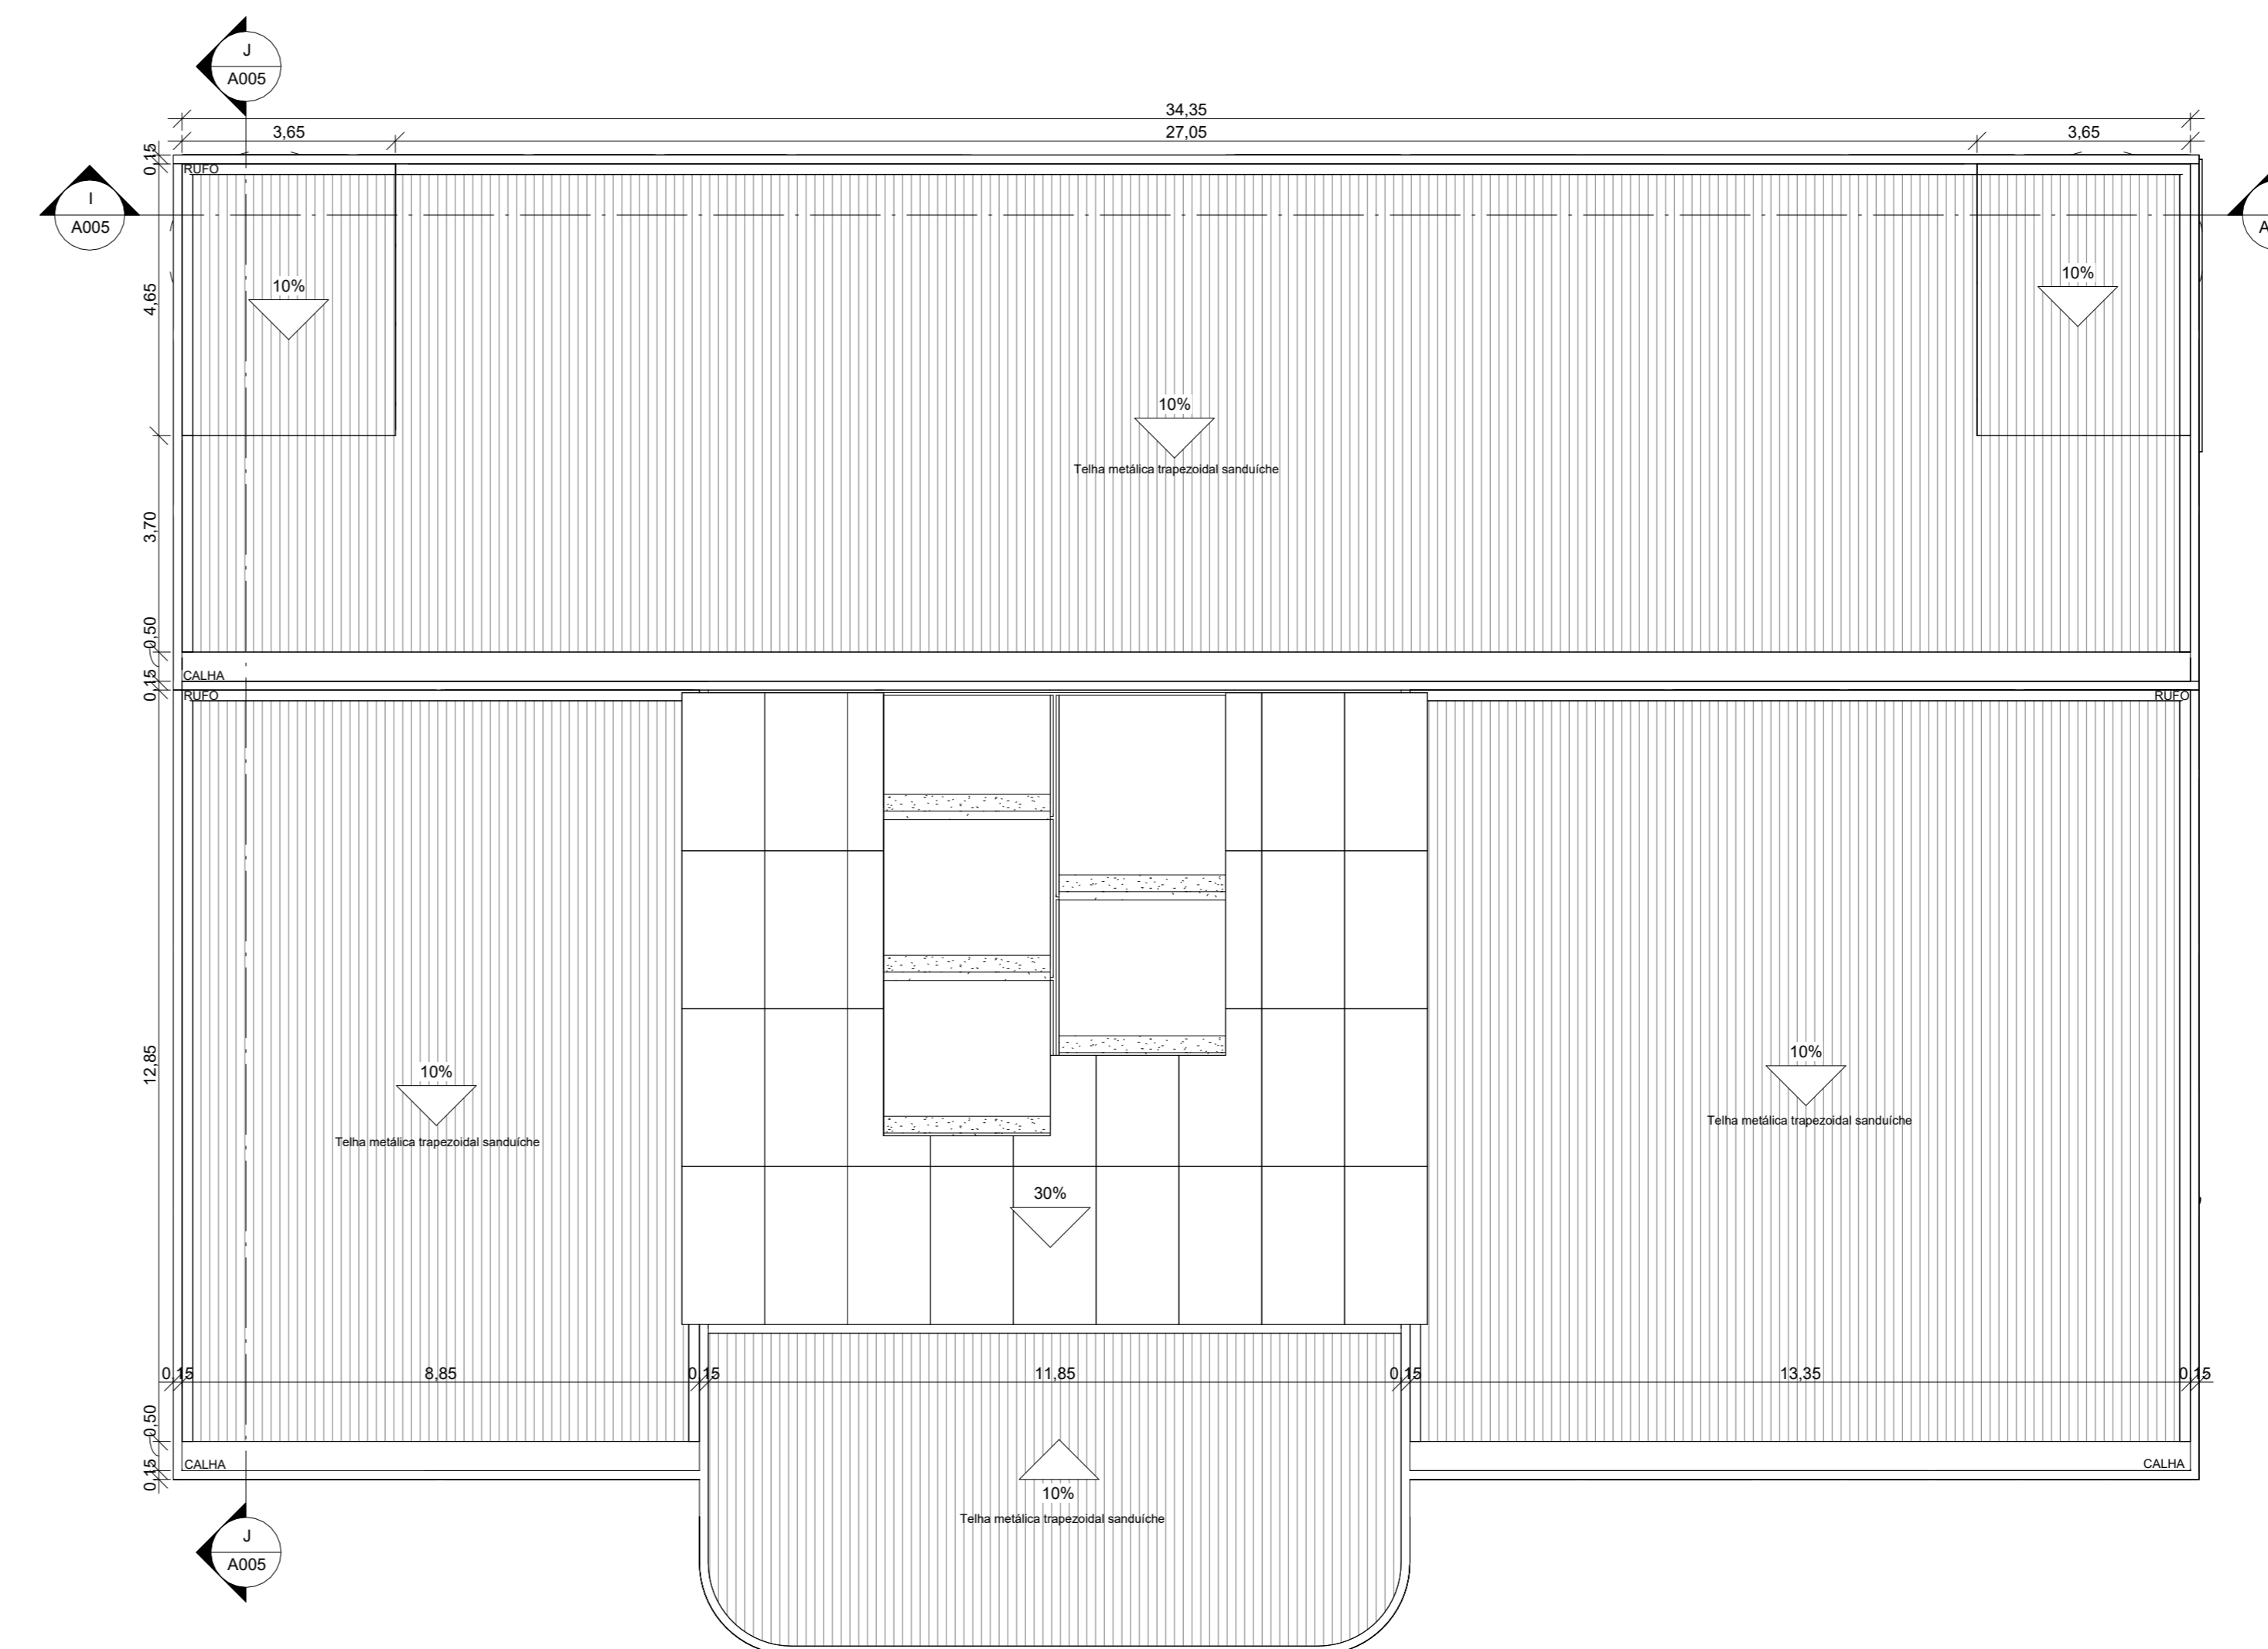 J
A005
34,35
3,65
27,05
3,65
0,15
RUFO
I
A005
A
4,65
10%
10%
10%
Telha metálica trapezoidal sanduíche
3,70
0,50
CALHA
0,15
RUFO
RUFO
12,85
10%
Telha metálica trapezoidal sanduíche
10%
Telha metálica trapezoidal sanduíche
30%
0,15
8,85
0,15
11,85
0,15
13,35
0,15
0,50
CALHA
CALHA
0,15
10%
Telha metálica trapezoidal sanduíche
J
A005